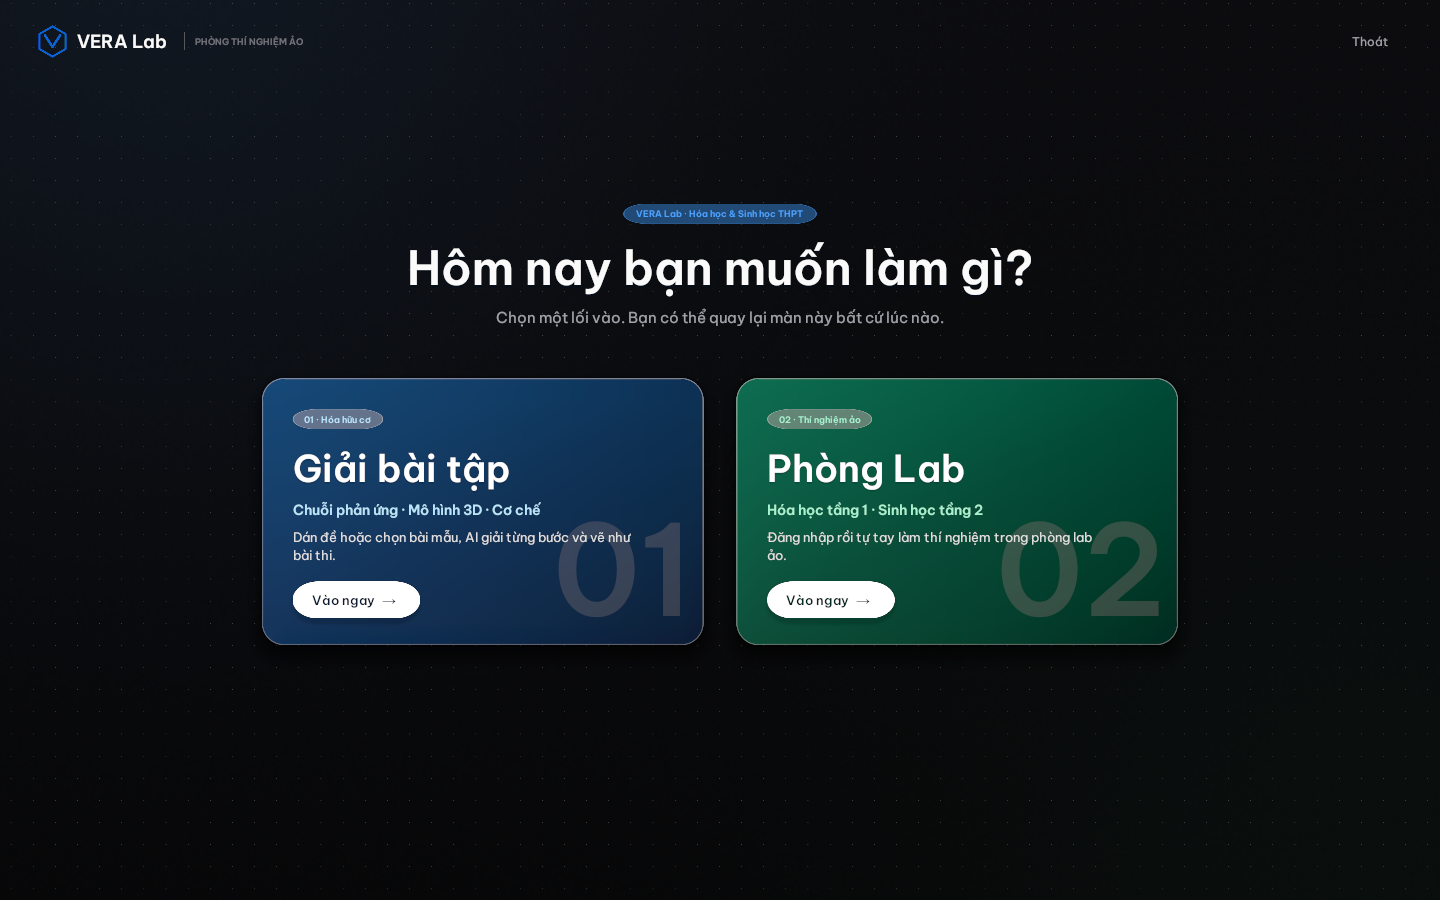 VERA Lab
PHÒNG THÍ NGHIỆM ẢO
Thoát
VERA Lab · Hóa học & Sinh học THPT
Hôm nay bạn muốn làm gì?
Chọn một lối vào. Bạn có thể quay lại màn này bất cứ lúc nào.
01 · Hóa hữu cơ
Giải bài tập
Chuỗi phản ứng · Mô hình 3D · Cơ chế
Dán đề hoặc chọn bài mẫu, AI giải từng bước và vẽ như
bài thi.
01
Vào ngay →
02 · Thí nghiệm ảo
Phòng Lab
Hóa học tầng 1 · Sinh học tầng 2
Đăng nhập rồi tự tay làm thí nghiệm trong phòng lab
ảo.
02
Vào ngay →